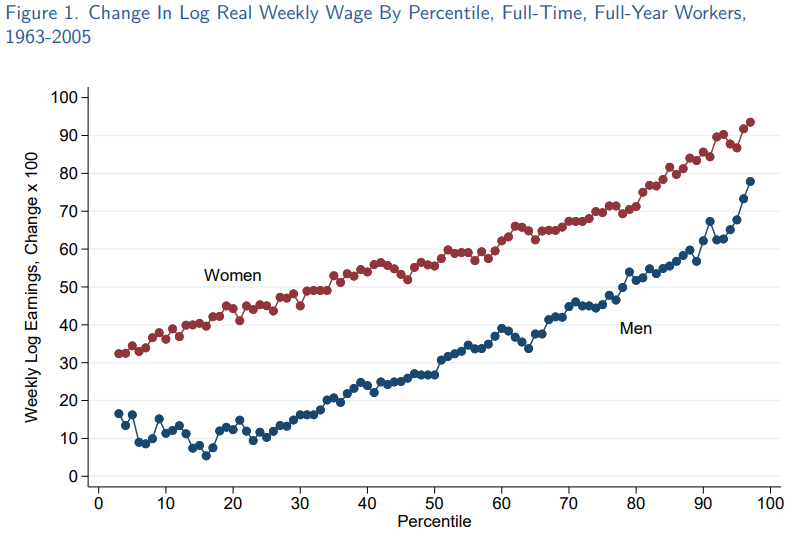 Figure 1. Change In Log Real Weekly Wage By Percentile, Full-Time, Full-Year Workers,
1963-2005
Weekly Log Earnings, Change x 100
100
90
80
70
60
50
40
30
20
10
0
Women
Men
0 10 20 30 40 50 60 70 80 90 100
Percentile